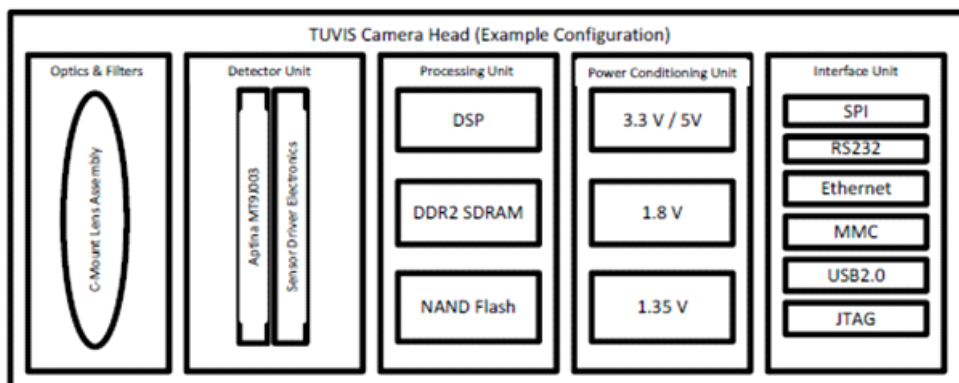 TUVIS Camera Head (Example Configuration)
Optics & Filters
C-Mount Lens Assembly
Detector Unit
Aptina MT9J003
Sensor Driver Electronics
Processing Unit
DSP
DDR2 SDRAM
NAND Flash
Power Conditioning Unit
3.3 V / 5V
1.8 V
1.35 V
Interface Unit
SPI
RS232
Ethernet
MMC
USB2.0
JTAG